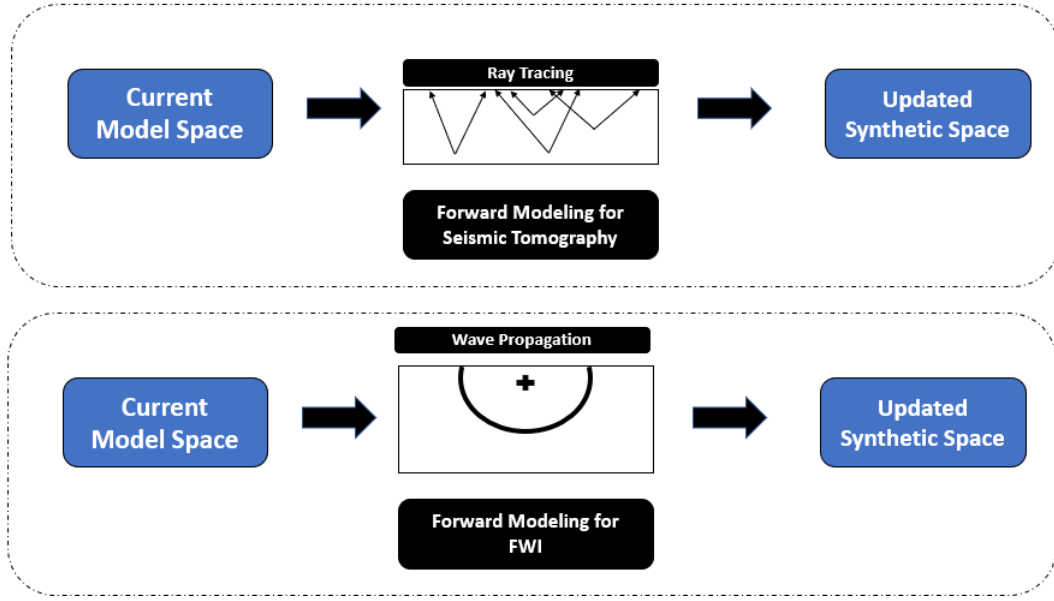 Current
Model Space
Ray Tracing
Updated
Synthetic Space
Forward Modeling for
Seismic Tomography
Wave Propagation
Current
Model Space
Updated
Synthetic Space
Forward Modeling for
FWI